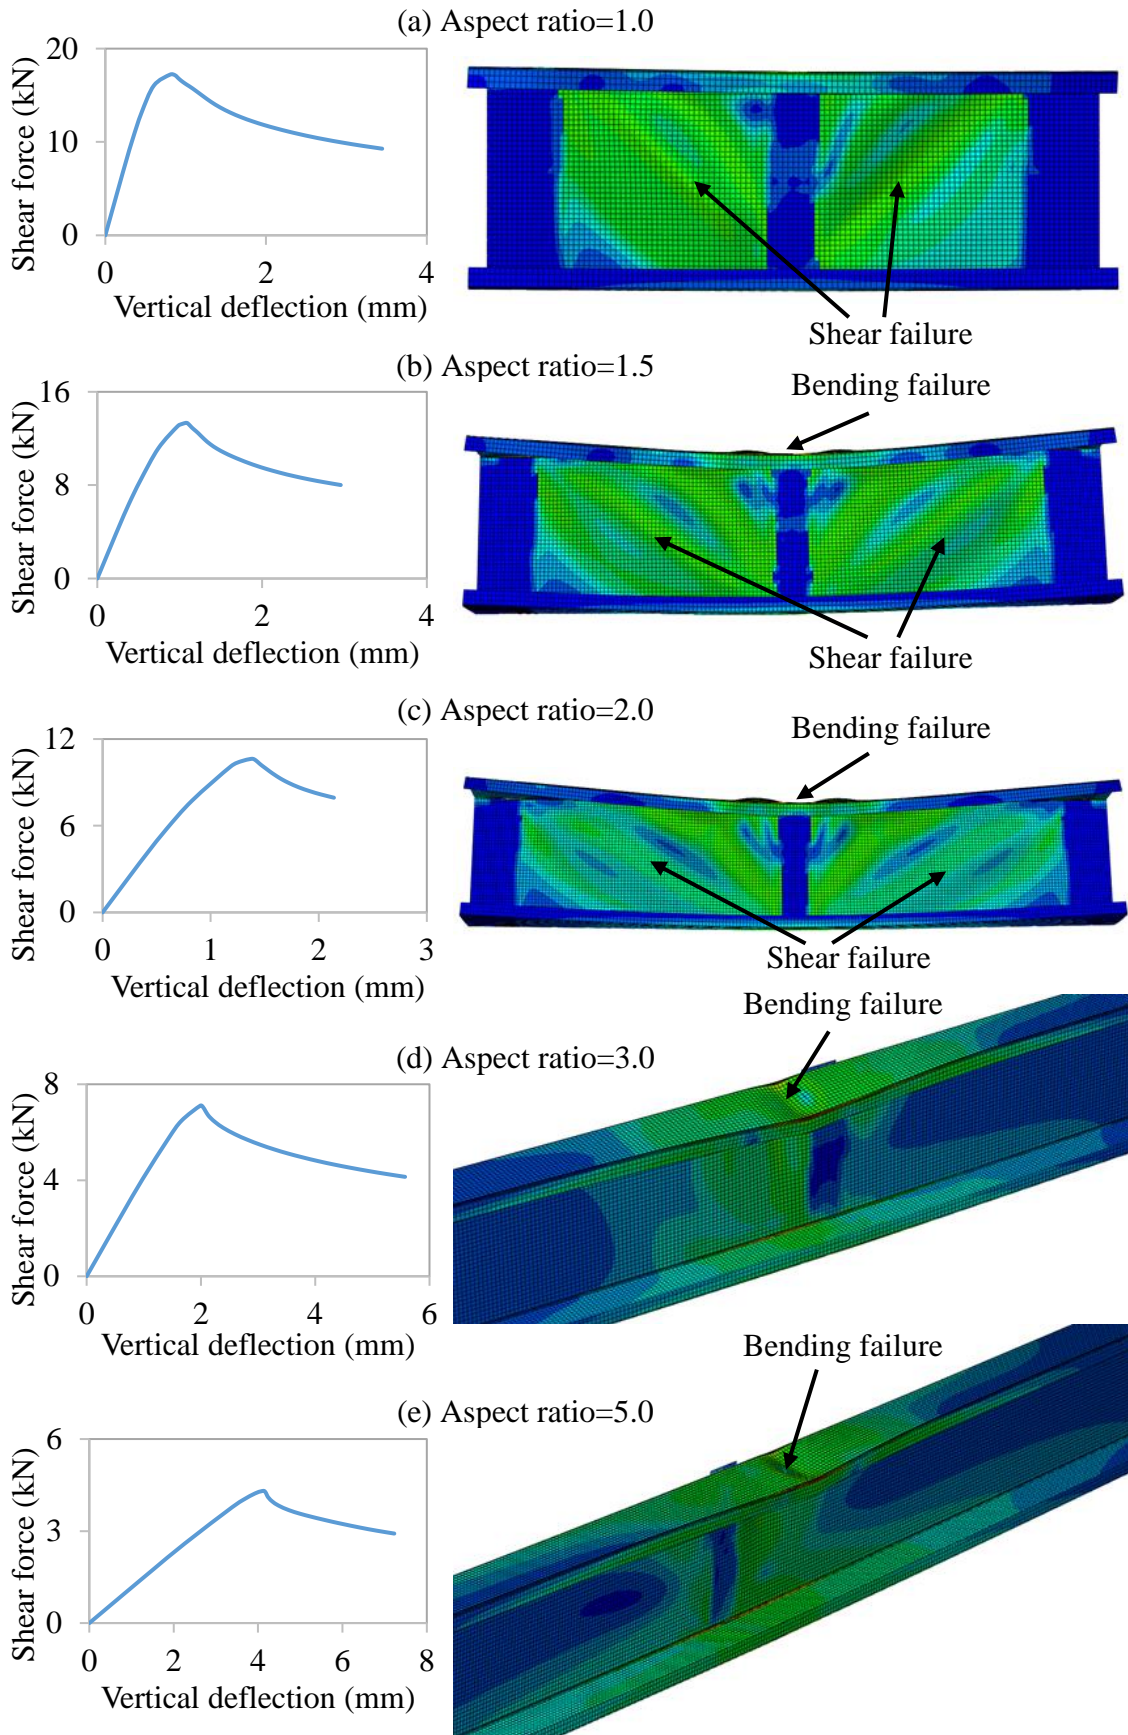 (a) Aspect ratio=1.0
Shear force (kN)
20
10
0
0 2 4
Vertical deflection (mm)
Shear failure
(b) Aspect ratio=1.5
Bending failure
Shear force (kN)
16
8
0
0 2 4
Vertical deflection (mm)
Shear failure
(c) Aspect ratio=2.0
Bending failure
Shear force (kN)
12
6
0
0 1 2 3
Vertical deflection (mm)
Shear failure
Bending failure
(d) Aspect ratio=3.0
Shear force (kN)
8
4
0
0 2 4 6
Vertical deflection (mm)
Bending failure
(e) Aspect ratio=5.0
Shear force (kN)
6
3
0
0 2 4 6 8
Vertical deflection (mm)